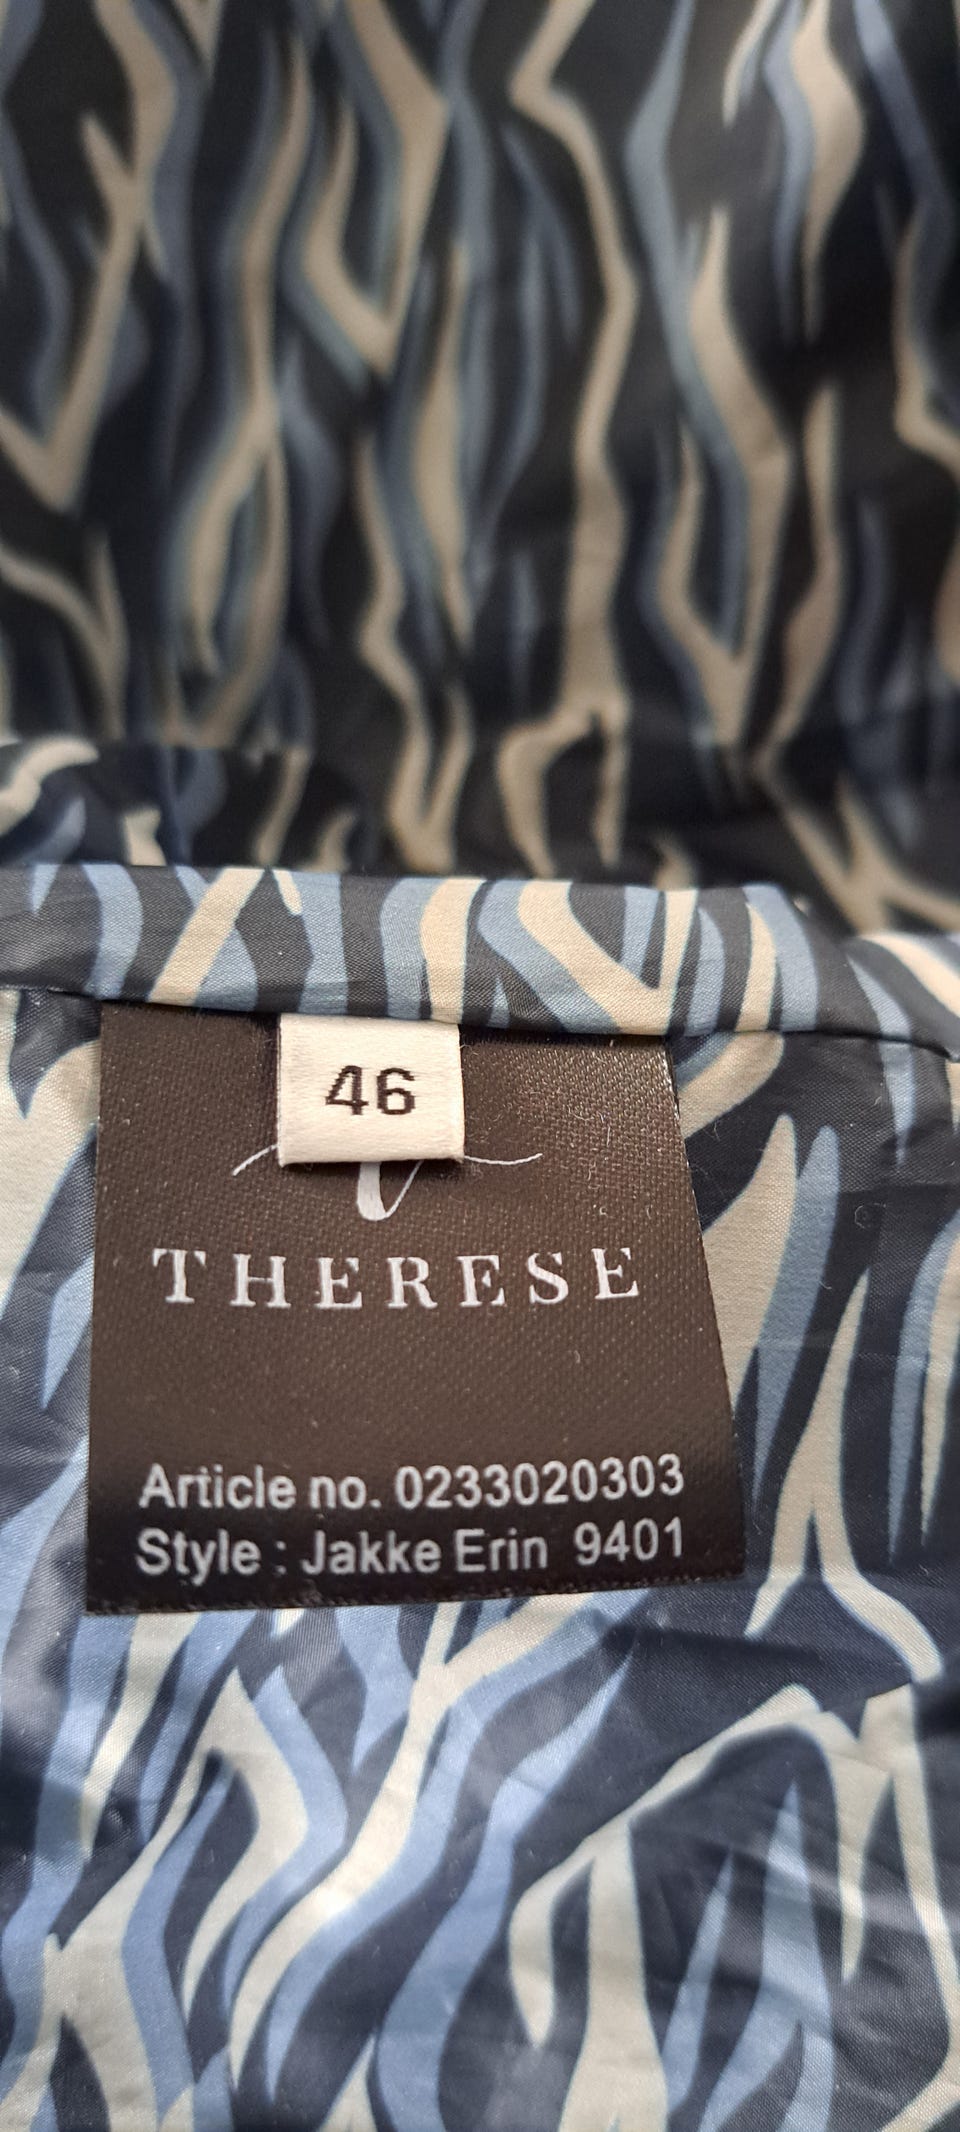 46
THERESE
Article no. 0233020303
Style : Jakke Erin 9401